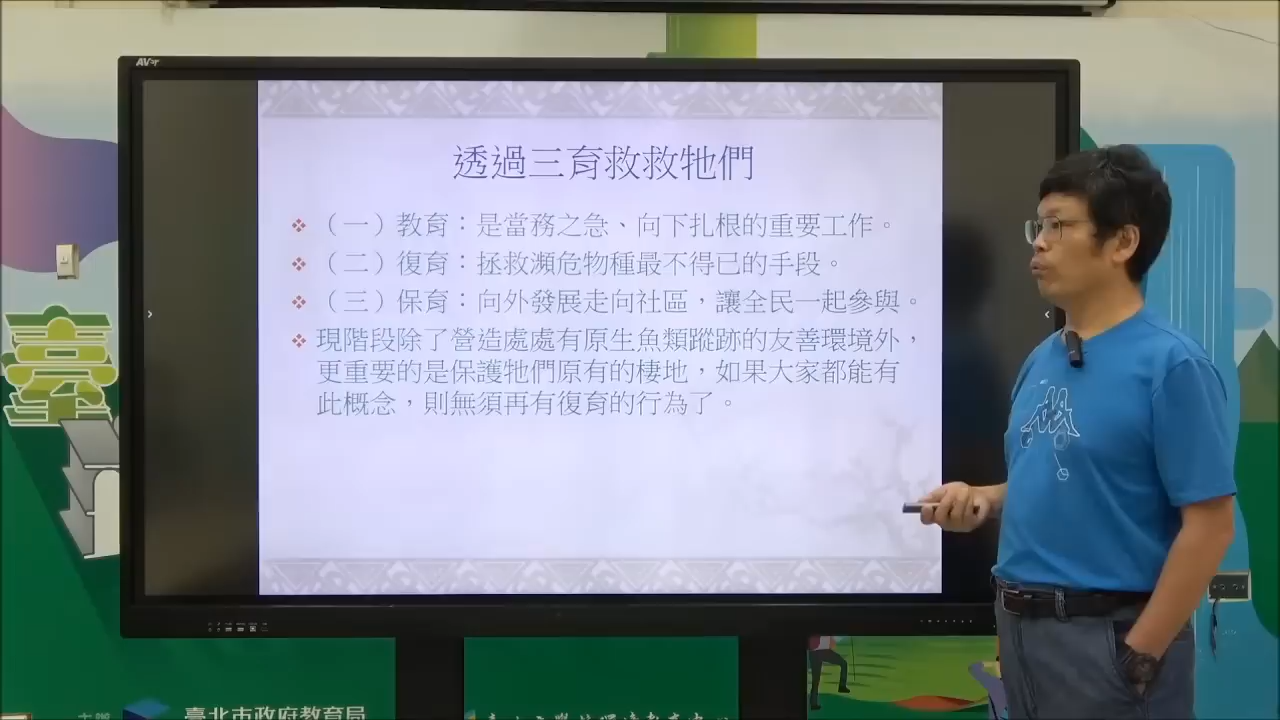 AVer
透過三育救救牠們
（一）教育：是當務之急、向下扎根的重要工作。
（二）復育：拯救瀕危物種最不得已的手段。
（三）保育：向外發展走向社區，讓全民一起參與。
現階段除了營造處處有原生魚類蹤跡的友善環境外，
更重要的是保護牠們原有的棲地，如果大家都能有
此概念，則無須再有復育的行為了。
臺
臺北市政府教育局